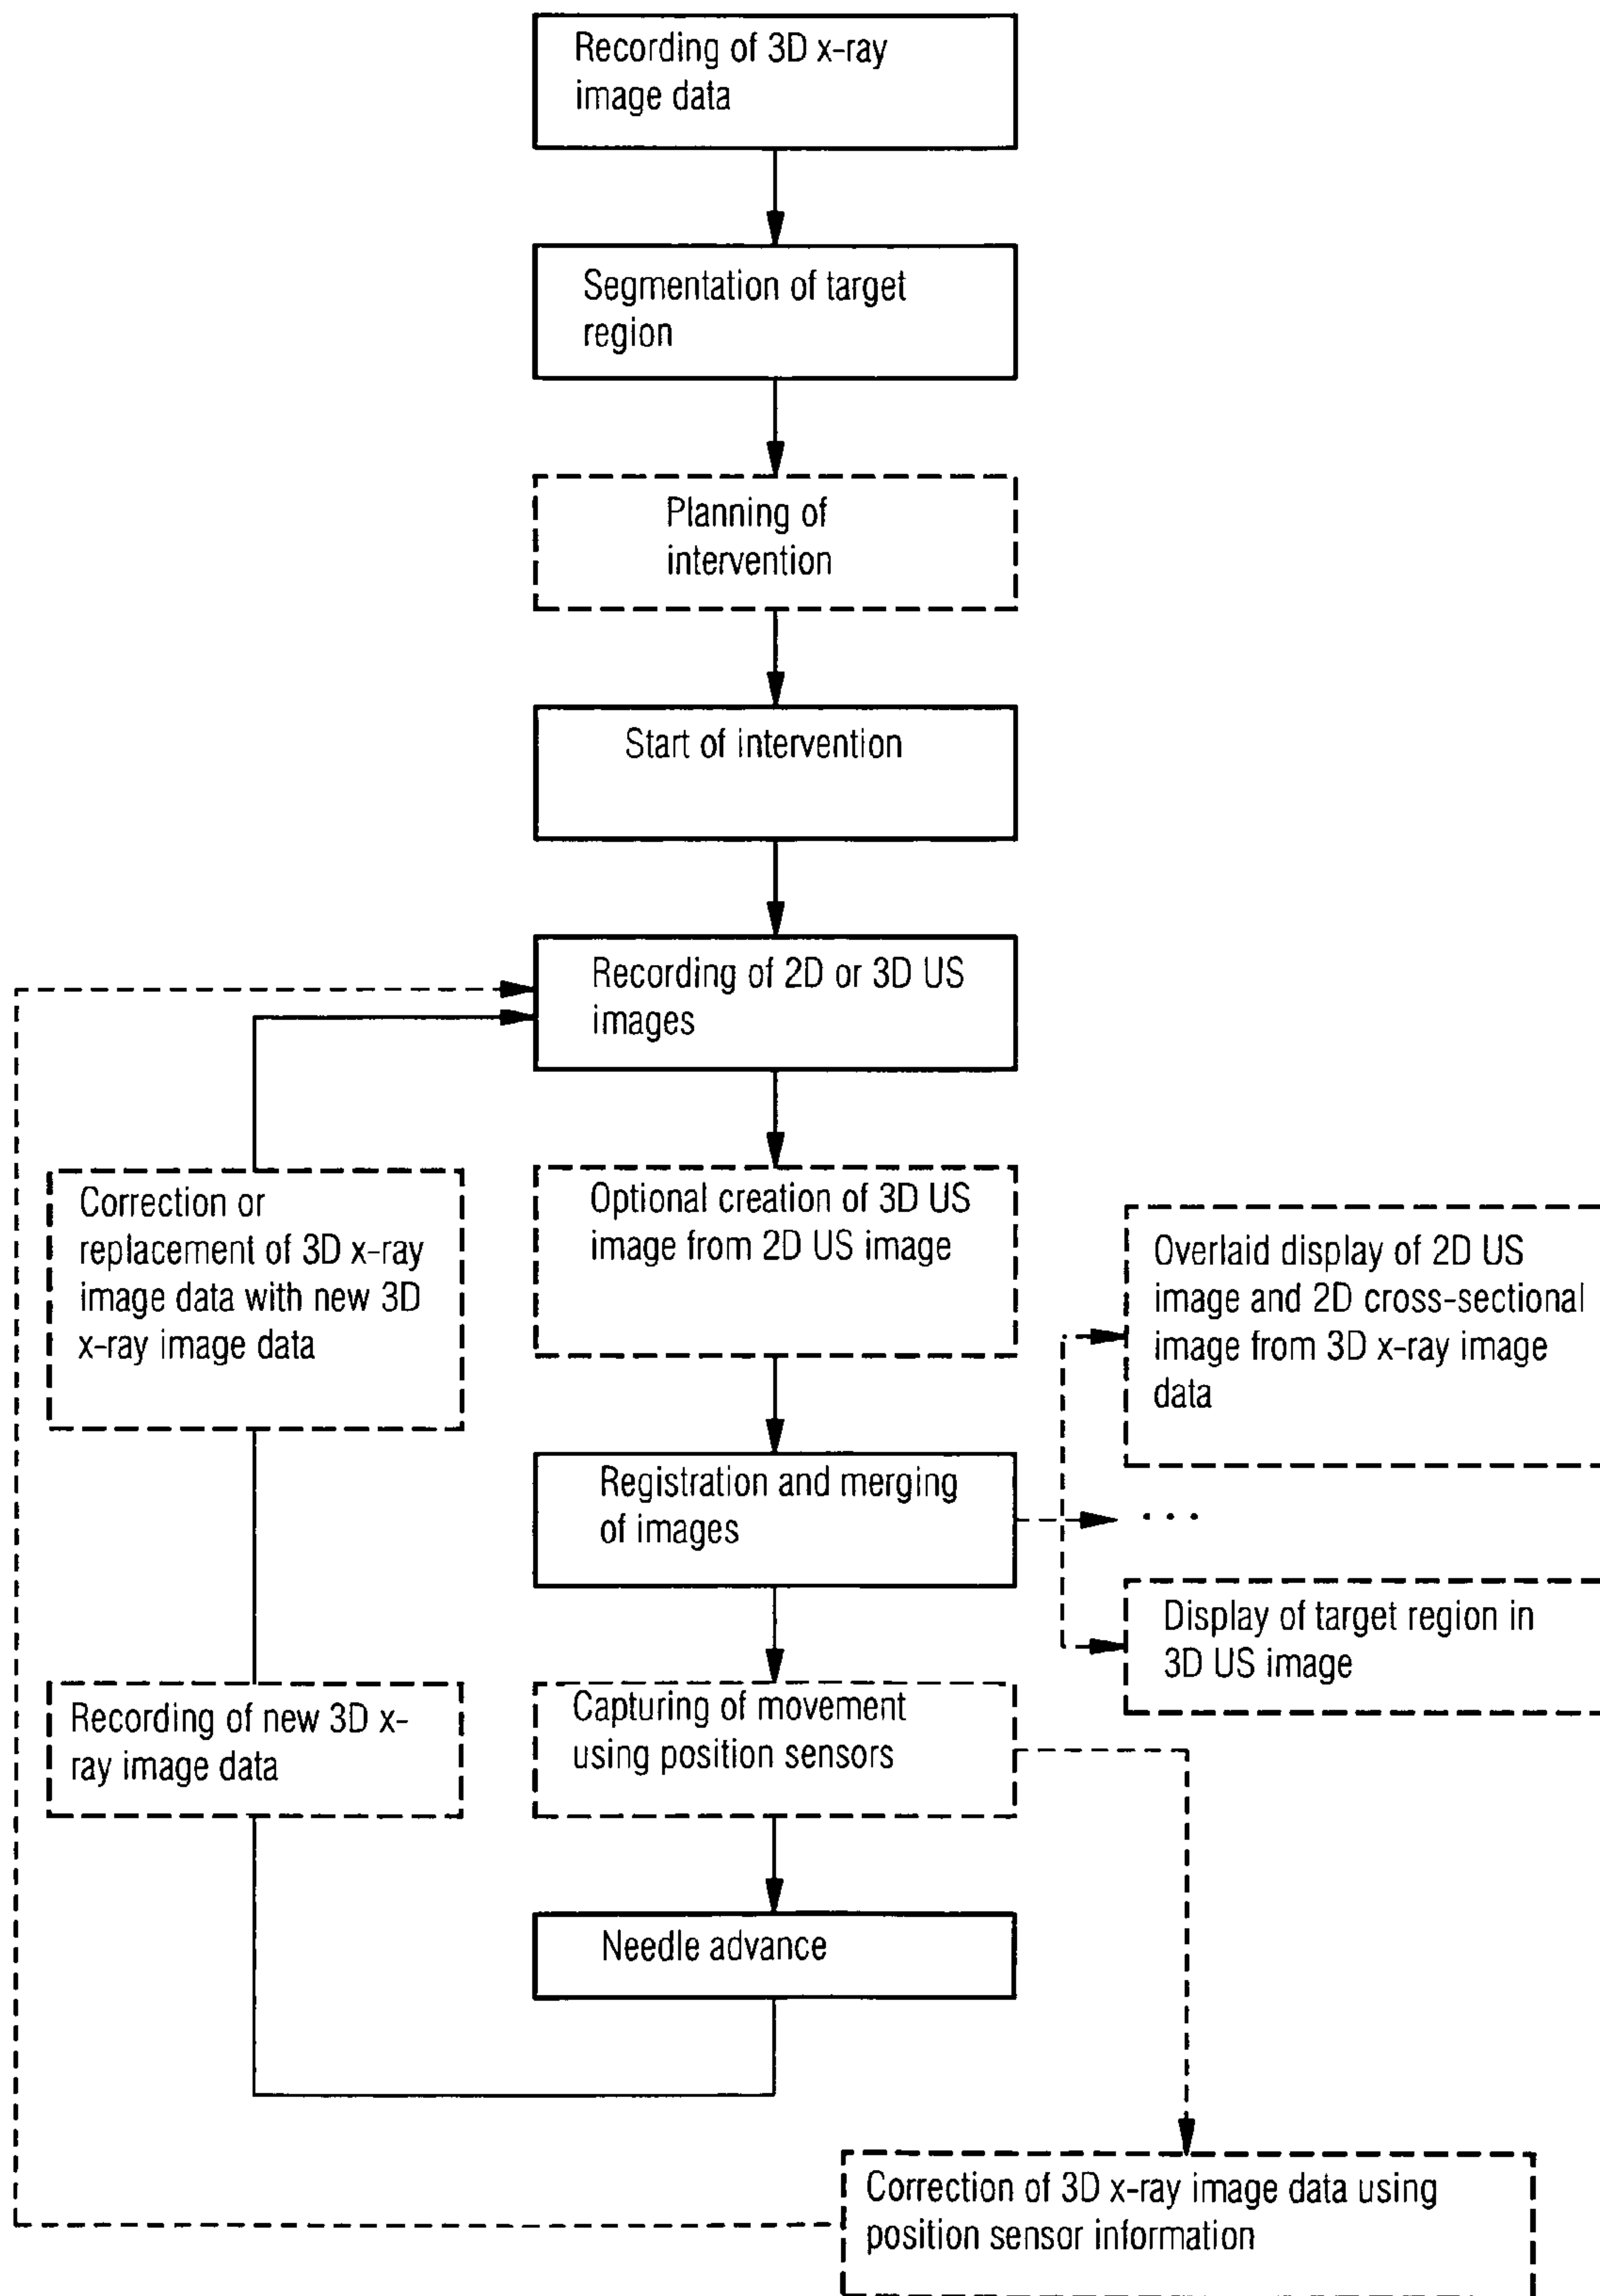 Recording of 3D x-ray
image data
Segmentation of target
region
Planning of
intervention
Start of intervention
Recording of 2D or 3D US
images
Correction or
replacement of 3D x-ray
image data with new 3D
x-ray image data
Optional creation of 3D US
image from 2D US image
Overlaid display of 2D US
image and 2D cross-sectional
image from 3D x-ray image
data
Registration and merging
of images
...
Display of target region in
3D US image
Recording of new 3D x-
ray image data
Capturing of movement
using position sensors
Needle advance
Correction of 3D x-ray image data using
position sensor information